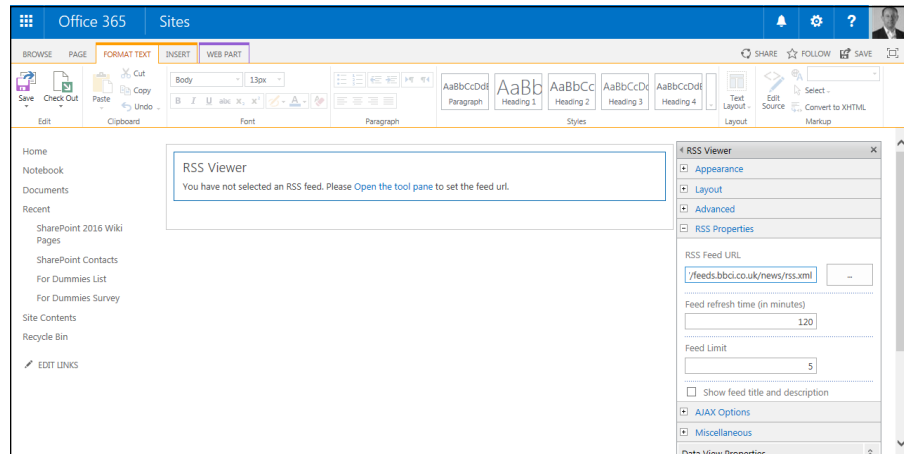 Office 365 Sites ?
BROWSE PAGE FORMAT TEXT INSERT WEB PART SHARE FOLLOW SAVE
Save Check Out Paste Cut Copy Undo
Body 13px
B I U abc x, x² A
AaBbCcDdE Paragraph AaBb Heading 1 AaBbCc Heading 2 AaBbCcDc Heading 3 AaBbCcDdE Heading 4
Text Layout Edit Source Select Convert to XHTML
Edit Clipboard Font Paragraph Styles Layout Markup
Home
Notebook
Documents
Recent
SharePoint 2016 Wiki
Pages
SharePoint Contacts
For Dummies List
For Dummies Survey
Site Contents
Recycle Bin
EDIT LINKS
RSS Viewer
You have not selected an RSS feed. Please Open the tool pane to set the feed url.
RSS Viewer ×
Appearance
Layout
Advanced
RSS Properties
RSS Feed URL
'/feeds.bbci.co.uk/news/rss.xml ...
Feed refresh time (in minutes)
120
Feed Limit
5
Show feed title and description
AJAX Options
Miscellaneous
Data View Properties